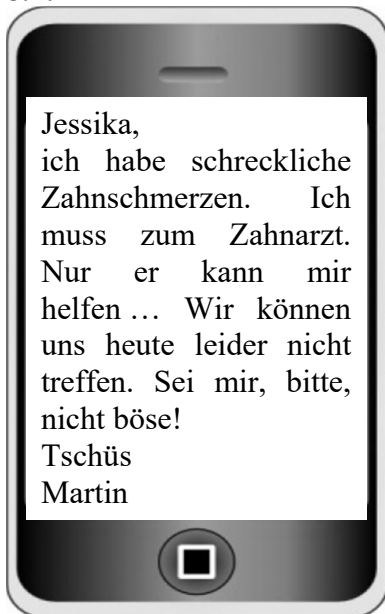 Jessika,
ich habe schreckliche
Zahnschmerzen. Ich
muss zum Zahnarzt.
Nur er kann mir
helfen … Wir können
uns heute leider nicht
treffen. Sei mir, bitte,
nicht böse!
Tschüs
Martin